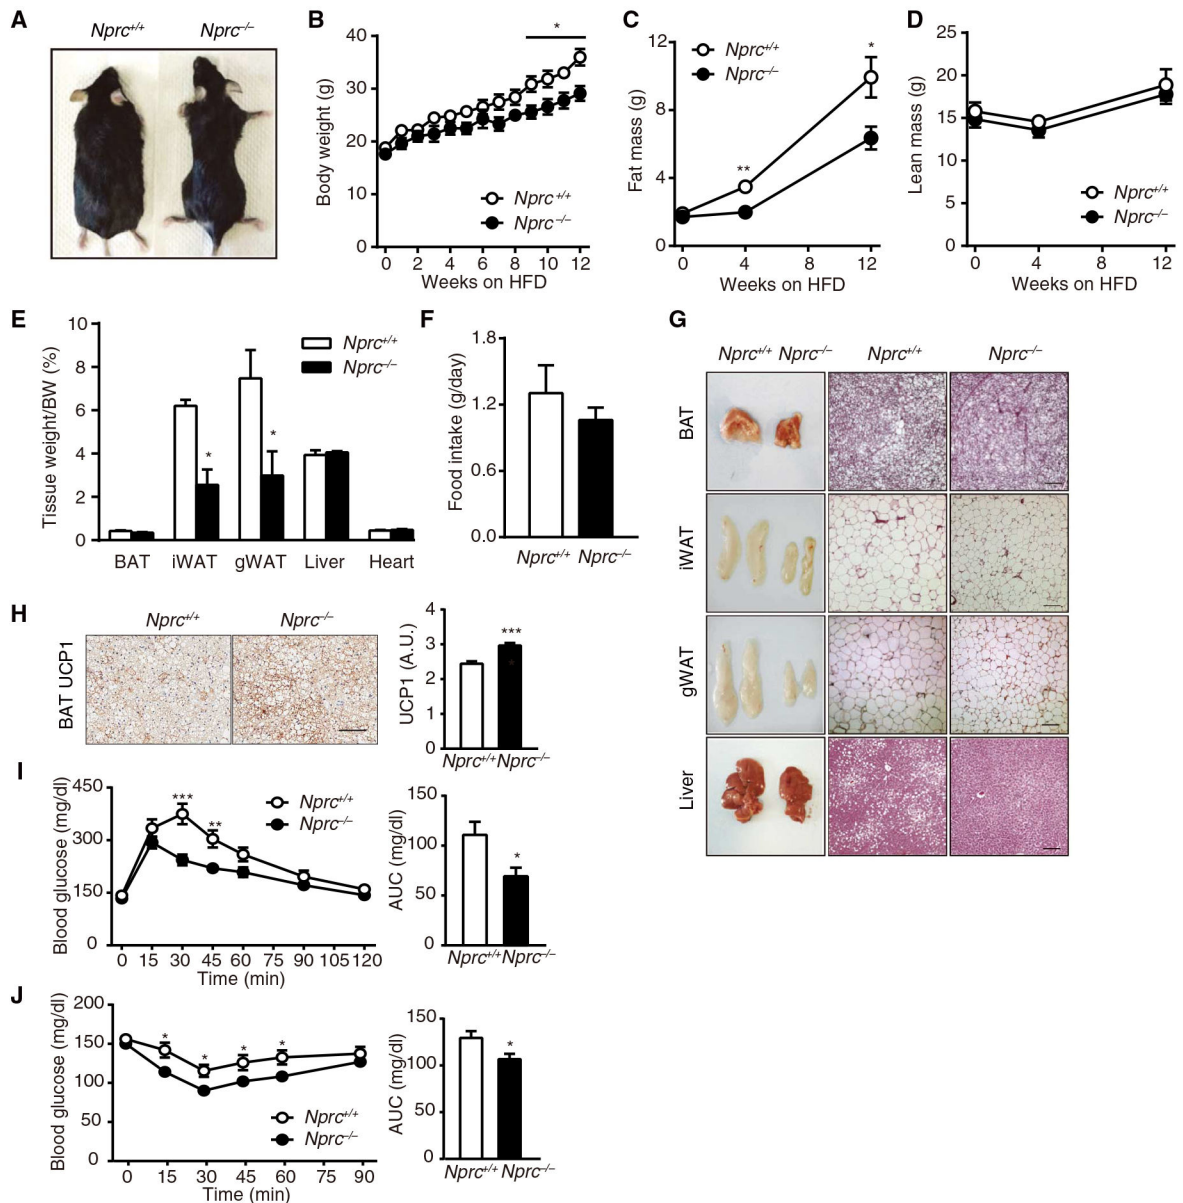 A
Nprc+/+ Nprc–/–
B
*
40
30
20
10
0
Body weight (g)
Nprc+/+
Nprc–/–
0 2 4 6 8 10 12
Weeks on HFD
C
12
8
4
0
Fat mass (g)
Nprc+/+
Nprc–/–
**
*
0 4 8 12
Weeks on HFD
D
25
20
15
10
5
0
Lean mass (g)
Nprc+/+
Nprc–/–
0 4 8 12
Weeks on HFD
E
10
8
6
4
2
0
Tissue weight/BW (%)
Nprc+/+
Nprc–/–
* *
BAT iWAT gWAT Liver Heart
F
1.8
1.2
0.6
0.0
Food intake (g/day)
Nprc+/+ Nprc–/–
G
Nprc+/+ Nprc–/– Nprc+/+ Nprc–/–
BAT
iWAT
gWAT
Liver
H
Nprc+/+ Nprc–/–
BAT UCP1
4
3
2
1
0
UCP1 (A.U.)
***
*
Nprc+/+ Nprc–/–
I
450
300
150
0
Blood glucose (mg/dl)
*** **
Nprc+/+
Nprc–/–
0 15 30 45 60 75 90 105 120
Time (min)
150
100
50
0
AUC (mg/dl)
*
Nprc+/+ Nprc–/–
J
200
150
100
50
0
Blood glucose (mg/dl)
* * * *
Nprc+/+
Nprc–/–
0 15 30 45 60 75 90
Time (min)
150
100
50
0
AUC (mg/dl)
*
Nprc+/+ Nprc–/–